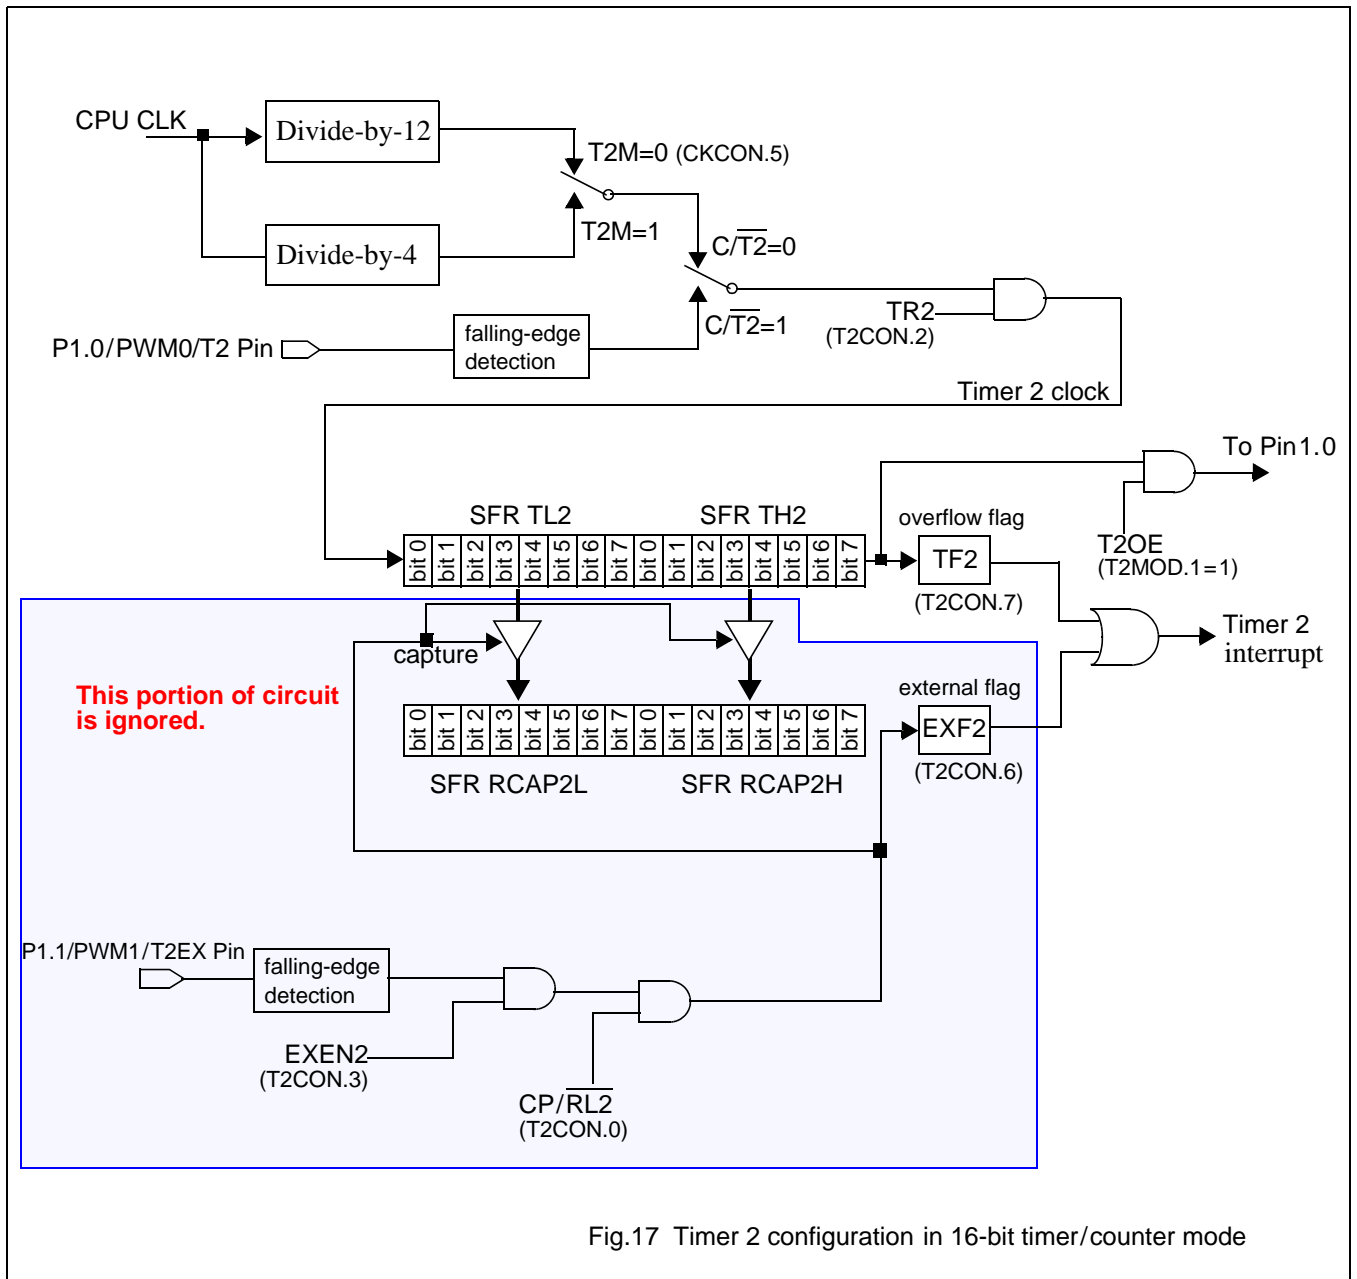 CPU CLK
Divide-by-12
T2M=0 (CKCON.5)
T2M=1
Divide-by-4
C/T2=0
C/T2=1
TR2
(T2CON.2)
P1.0/PWM0/T2 Pin
falling-edge
detection
Timer 2 clock
To Pin1.0
SFR TL2
SFR TH2
overflow flag
bit 0 bit 1 bit 2 bit 3 bit 4 bit 5 bit 6 bit 7 bit 0 bit 1 bit 2 bit 3 bit 4 bit 5 bit 6 bit 7
TF2
(T2CON.7)
T2OE
(T2MOD.1=1)
Timer 2
interrupt
capture
This portion of circuit
is ignored.
external flag
bit 0 bit 1 bit 2 bit 3 bit 4 bit 5 bit 6 bit 7 bit 0 bit 1 bit 2 bit 3 bit 4 bit 5 bit 6 bit 7
EXF2
(T2CON.6)
SFR RCAP2L
SFR RCAP2H
P1.1/PWM1/T2EX Pin
falling-edge
detection
EXEN2
(T2CON.3)
CP/RL2
(T2CON.0)
Fig.17 Timer 2 configuration in 16-bit timer/counter mode